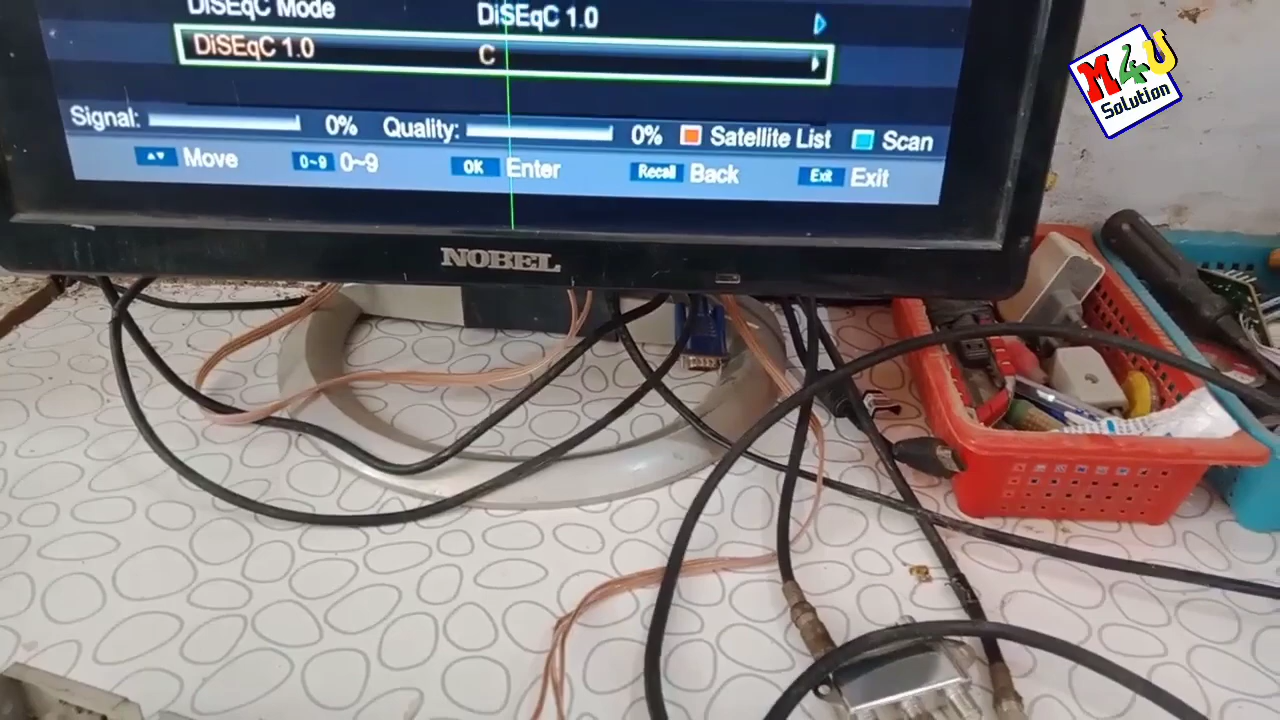 DiSEqC Mode DiSEqC 1.0
DiSEqC 1.0 C
Signal: 0% Quality: 0% Satellite List Scan
Move 0~9 0~9 OK Enter Recall Back Exit Exit
NOBEL
M4U
Solution